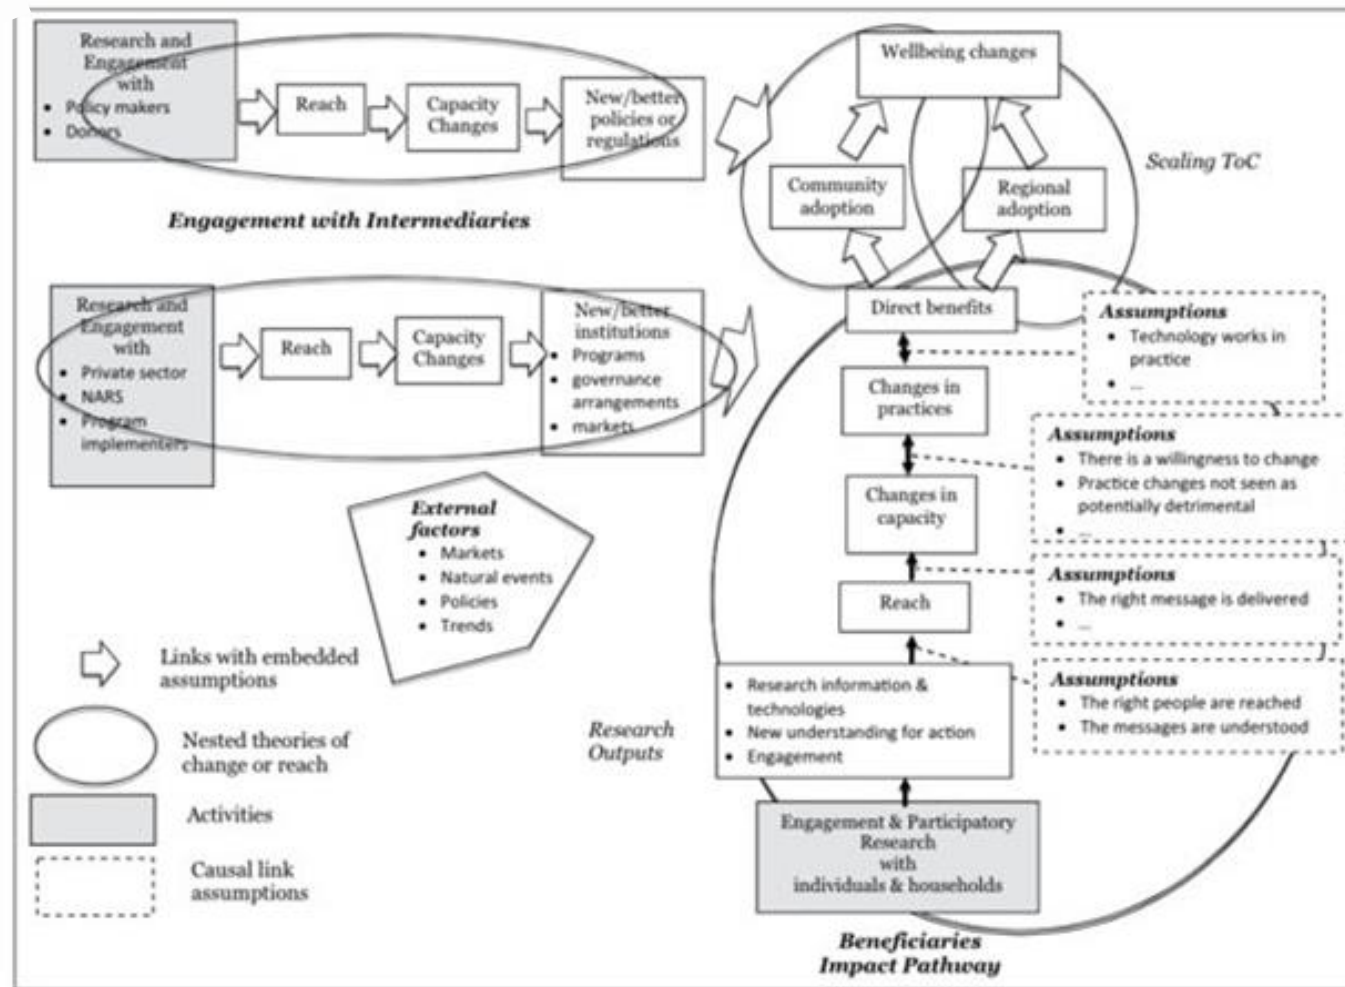 Research and
Engagement
with
• Policy makers
• Donors
Reach
Capacity
Changes
New/better
policies or
regulations
Engagement with Intermediaries
Research and
Engagement
with
• Private sector
• NARS
• Program
implementers
Reach
Capacity
Changes
New/better
institutions
• Programs
• governance
arrangements
• markets
External
factors
• Markets
• Natural events
• Policies
• Trends
Links with embedded
assumptions
Nested theories of
change or reach
Activities
Causal link
assumptions
Wellbeing changes
Scaling ToC
Community
adoption
Regional
adoption
Direct benefits
Assumptions
• Technology works in
practice
• ...
Changes in
practices
Assumptions
• There is a willingness to change
• Practice changes not seen as
potentially detrimental
• ...
Changes in
capacity
Assumptions
• The right message is delivered
• ...
Reach
Assumptions
• The right people are reached
• The messages are understood
• Research information &
technologies
• New understanding for action
• Engagement
Research
Outputs
Engagement & Participatory
Research
with
individuals & households
Beneficiaries
Impact Pathway